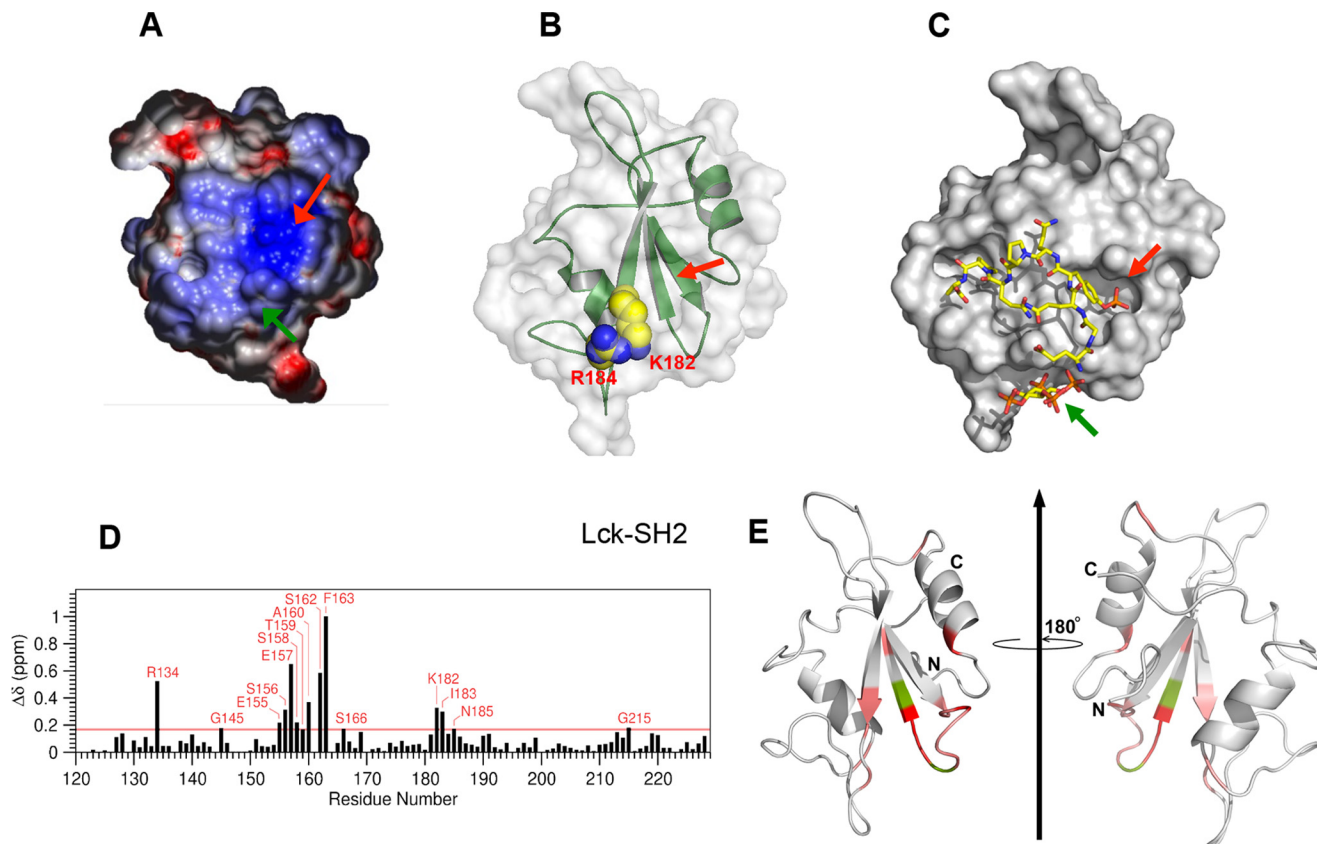 A
B
C
K182
R184
D
Lck-SH2
E
Δδ (ppm)
1
0.8
0.6
0.4
0.2
0
R134
G145
E155
S156
E157
S158
T159
A160
S162
F163
S166
K182
I183
N185
G215
120 130 140 150 160 170 180 190 200 210 220
Residue Number
C
N
180°
C
N